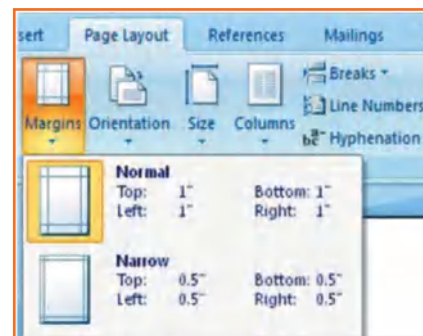 sert Page Layout References Mailings
Margins Orientation Size Columns
Breaks
Line Numbers
bc Hyphenation
Normal
Top: 1" Bottom: 1"
Left: 1" Right: 1"
Narrow
Top: 0.5" Bottom: 0.5"
Left: 0.5" Right: 0.5"